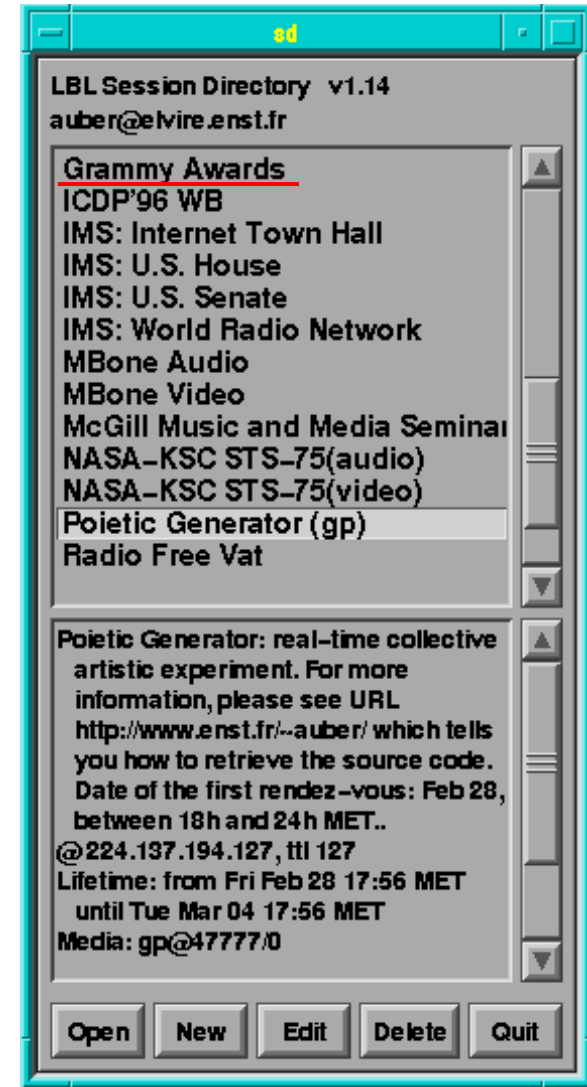 sd
LBL Session Directory v1.14
auber@elvire.enst.fr
Grammy Awards
ICDP'96 WB
IMS: Internet Town Hall
IMS: U.S. House
IMS: U.S. Senate
IMS: World Radio Network
MBone Audio
MBone Video
McGill Music and Media Seminar
NASA-KSC STS-75(audio)
NASA-KSC STS-75(video)
Poietic Generator (gp)
Radio Free Vat
Poietic Generator: real-time collective
artistic experiment. For more
information, please see URL
http://www.enst.fr/~auber/ which tells
you how to retrieve the source code.
Date of the first rendez-vous: Feb 28,
between 18h and 24h MET..
@224.137.194.127, ttl 127
Lifetime: from Fri Feb 28 17:56 MET
until Tue Mar 04 17:56 MET
Media: gp@47777/0
Open New Edit Delete Quit